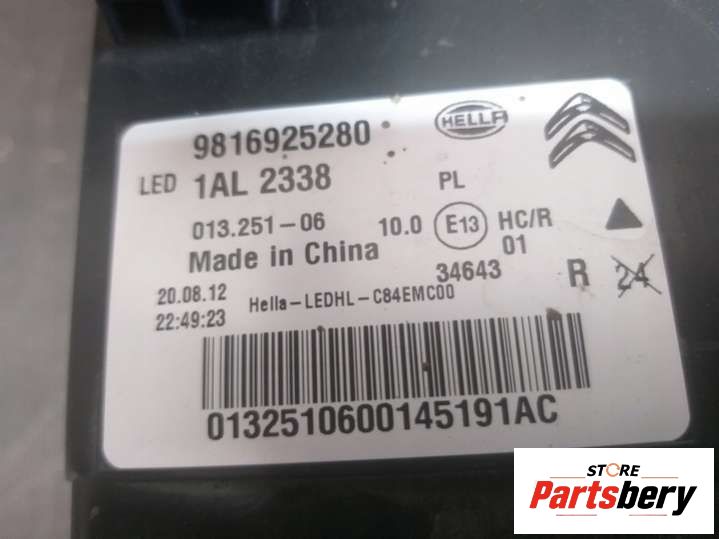 9816925280
HELLA
LED 1AL 2338
PL
013.251-06 10.0 E13 HC/R
01
Made in China
34643
R 24
20.08.12
22:49:23
Hella-LEDHL-C84EMC00
0132510600145191AC
STORE
Partsbery